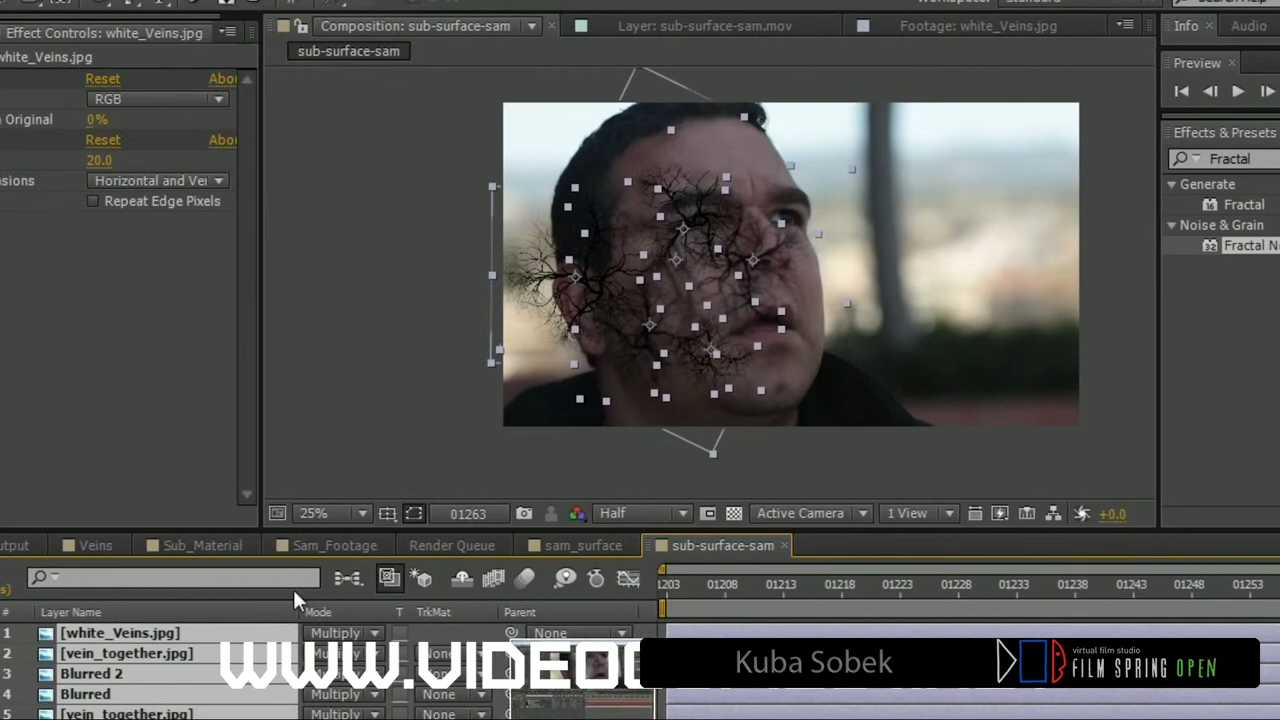 Effect Controls: white_Veins.jpg
Composition: sub-surface-sam
Layer: sub-surface-sam.mov
Footage: white_Veins.jpg
Info
Audio
white_Veins.jpg
sub-surface-sam
Preview
Reset
RGB
Original
0%
Reset
20.0
Horizontal and
Repeat Edge Pixels
Effects & Presets
Fractal
Generate
Fractal
Noise & Grain
Fractal
25%
01263
Half
Active Camera
1 View
+0.0
Veins
Sub_Material
Sam_Footage
Render Queue
sam_surface
sub-surface-sam
01208
01213
01218
01223
01228
01233
01238
01243
01248
01253
#
Layer Name
Mode
T
TrkMat
Parent
1
[white_Veins.jpg]
Multiply
None
2
[vein_together.jpg]
Multiply
3
Blurred 2
4
Blurred
Multiply
None
5
[vein_together.jpg]
Multiply
None
Kuba Sobek
virtual film studio
FILM SPRING OPEN